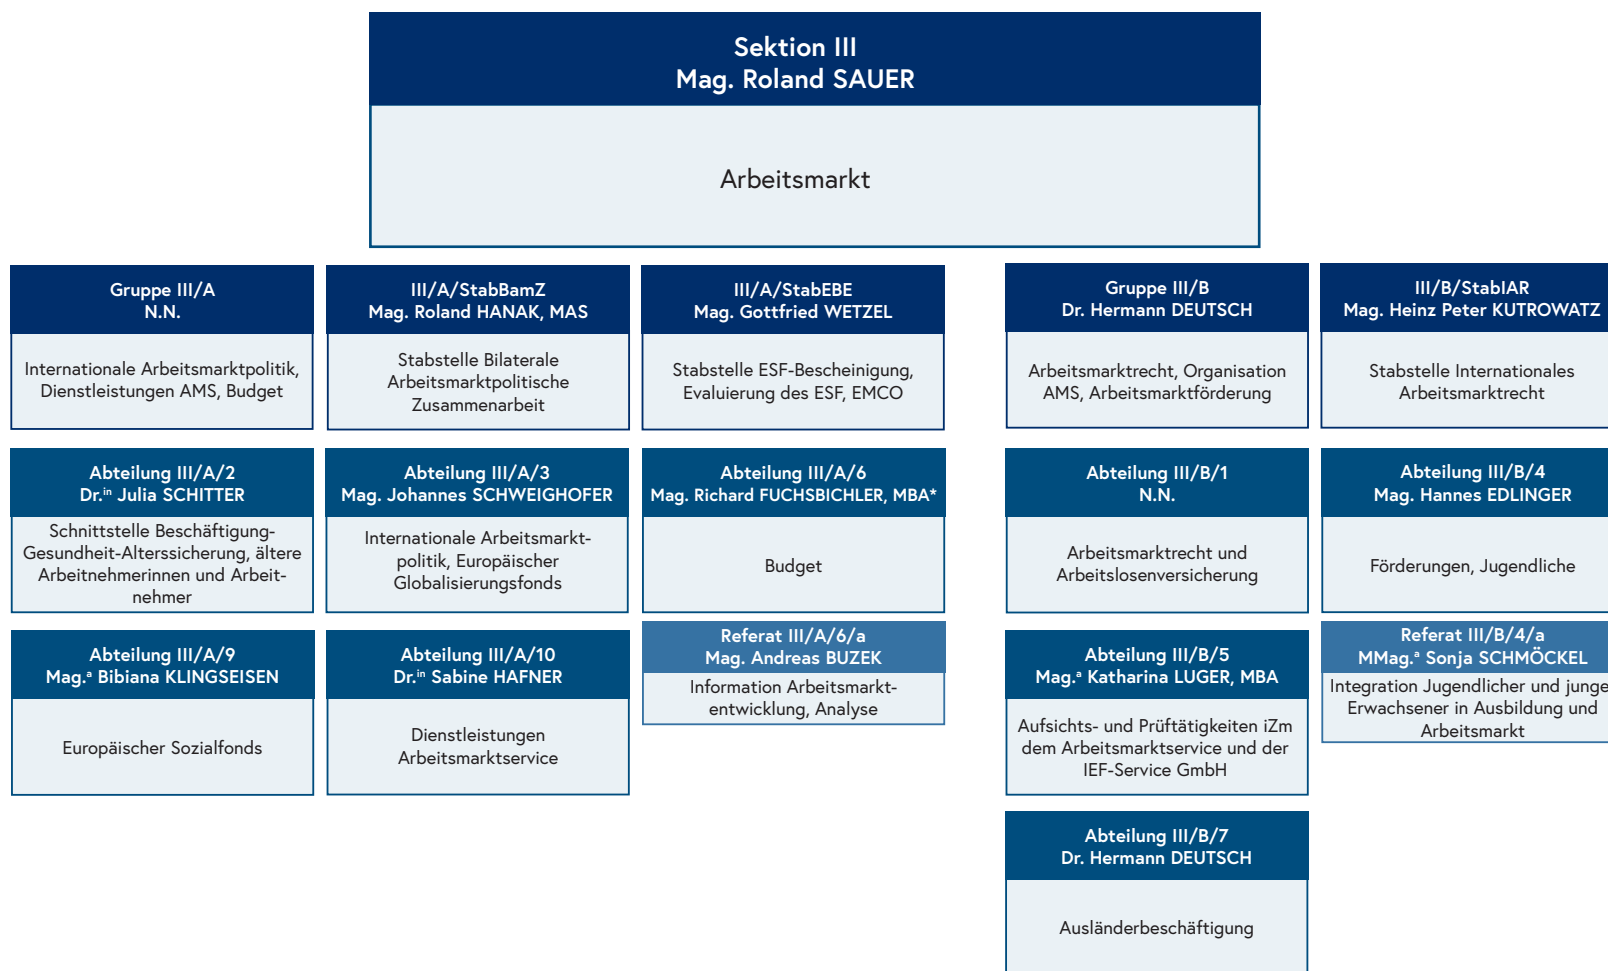 Sektion III
Mag. Roland SAUER
Arbeitsmarkt
Gruppe III/A
N.N.
Internationale Arbeitsmarktpolitik,
Dienstleistungen AMS, Budget
III/A/StabBamZ
Mag. Roland HANAK, MAS
Stabstelle Bilaterale
Arbeitsmarktpolitische
Zusammenarbeit
III/A/StabEBE
Mag. Gottfried WETZEL
Stabstelle ESF-Bescheinigung,
Evaluierung des ESF, EMCO
Gruppe III/B
Dr. Hermann DEUTSCH
Arbeitsmarktrecht, Organisation
AMS, Arbeitsmarktförderung
III/B/StabIAR
Mag. Heinz Peter KUTROWATZ
Stabstelle Internationales
Arbeitsmarktrecht
Abteilung III/A/2
Dr.ⁱⁿ Julia SCHITTER
Schnittstelle Beschäftigung-
Gesundheit-Alterssicherung, ältere
Arbeitnehmerinnen und Arbeit-
nehmer
Abteilung III/A/3
Mag. Johannes SCHWEIGHOFER
Internationale Arbeitsmarkt-
politik, Europäischer
Globalisierungsfonds
Abteilung III/A/6
Mag. Richard FUCHSBICHLER, MBA*
Budget
Abteilung III/B/1
N.N.
Arbeitsmarktrecht und
Arbeitslosenversicherung
Abteilung III/B/4
Mag. Hannes EDLINGER
Förderungen, Jugendliche
Abteilung III/A/9
Mag.ª Bibiana KLINGSEISEN
Europäischer Sozialfonds
Abteilung III/A/10
Dr.ⁱⁿ Sabine HAFNER
Dienstleistungen
Arbeitsmarktservice
Referat III/A/6/a
Mag. Andreas BUZEK
Information Arbeitsmarkt-
entwicklung, Analyse
Abteilung III/B/5
Mag.ª Katharina LUGER, MBA
Aufsichts- und Prüftätigkeiten iZm
dem Arbeitsmarktservice und der
IEF-Service GmbH
Referat III/B/4/a
MMag.ª Sonja SCHMÖCKEL
Integration Jugendlicher und junge
Erwachsener in Ausbildung und
Arbeitsmarkt
Abteilung III/B/7
Dr. Hermann DEUTSCH
Ausländerbeschäftigung